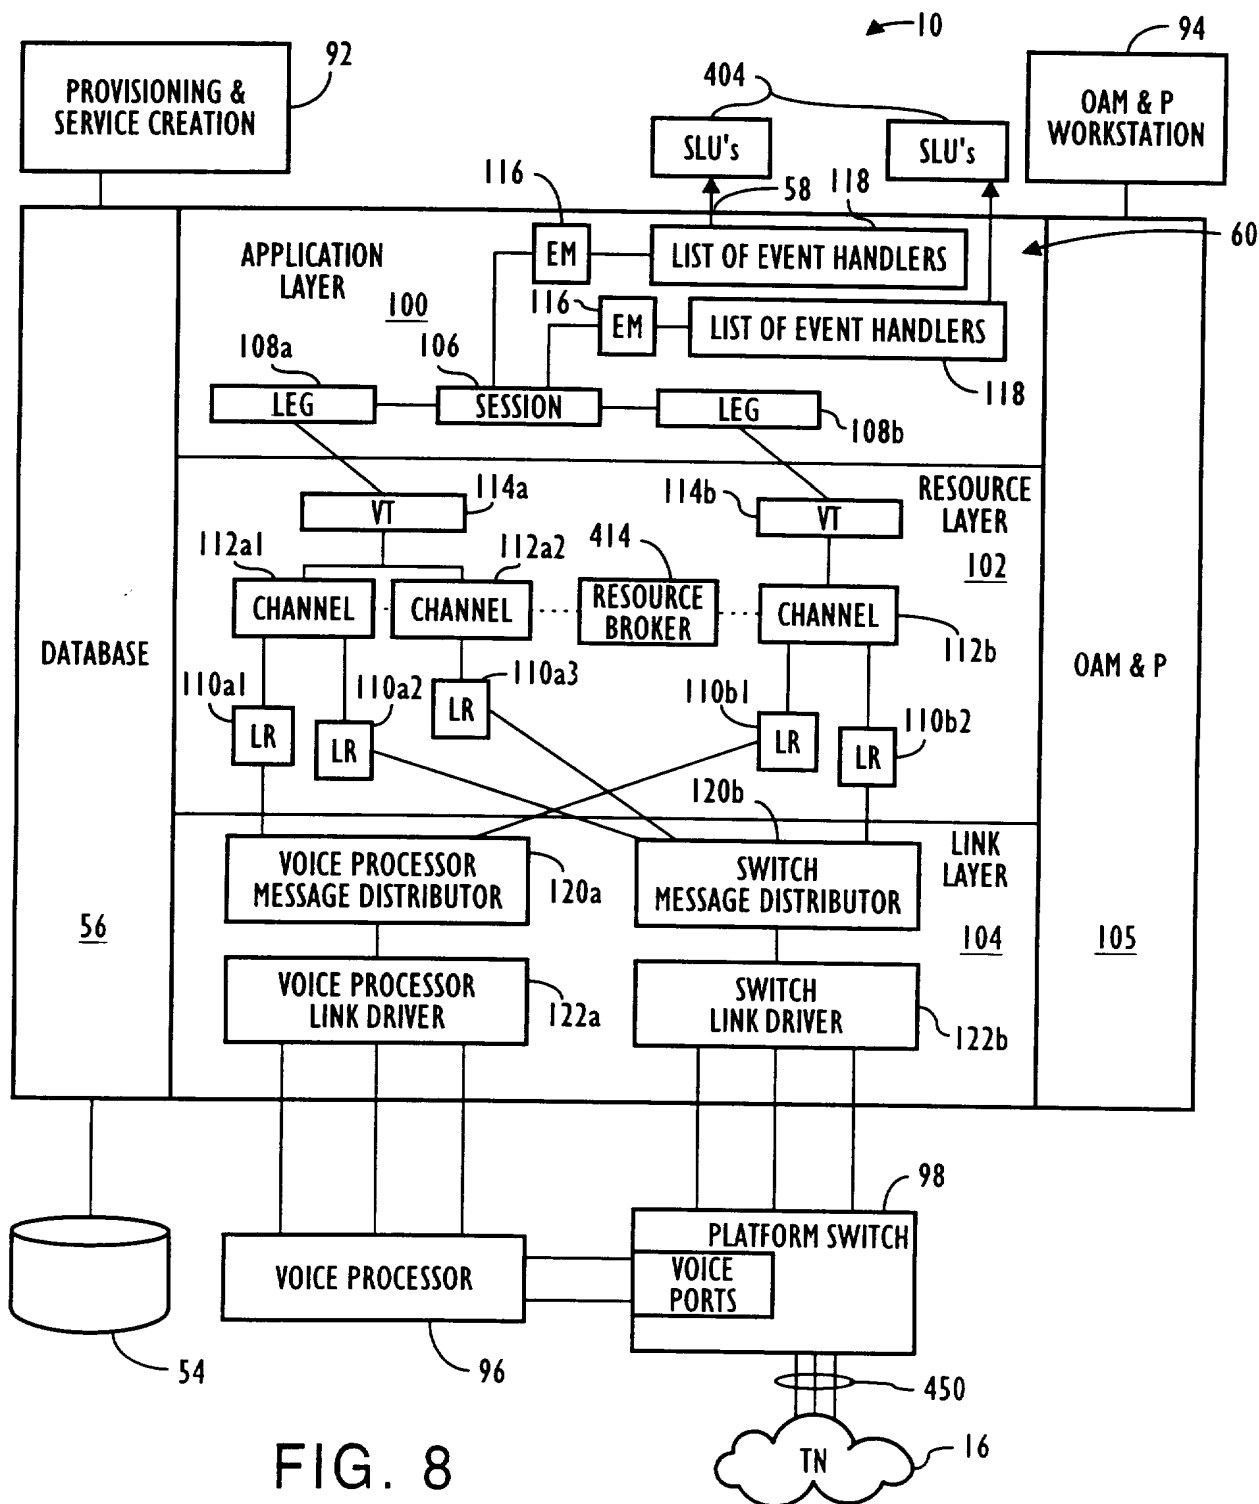 10
92
94
404
PROVISIONING &
SERVICE CREATION
OAM & P
WORKSTATION
SLU's
SLU's
116
58
118
60
APPLICATION
LAYER
100
EM
LIST OF EVENT HANDLERS
116
EM
LIST OF EVENT HANDLERS
118
108a
106
LEG
SESSION
LEG
108b
114a
114b
RESOURCE
LAYER
102
VT
VT
112a1
112a2
414
CHANNEL
CHANNEL
RESOURCE
BROKER
CHANNEL
112b
DATABASE
OAM & P
110a1
110a2
110a3
110b1
110b2
LR
LR
LR
LR
LR
120b
VOICE PROCESSOR
MESSAGE DISTRIBUTOR
120a
SWITCH
MESSAGE DISTRIBUTOR
LINK
LAYER
56
104
105
VOICE PROCESSOR
LINK DRIVER
122a
SWITCH
LINK DRIVER
122b
98
PLATFORM SWITCH
VOICE
PORTS
VOICE PROCESSOR
54
96
450
TN
16
FIG. 8